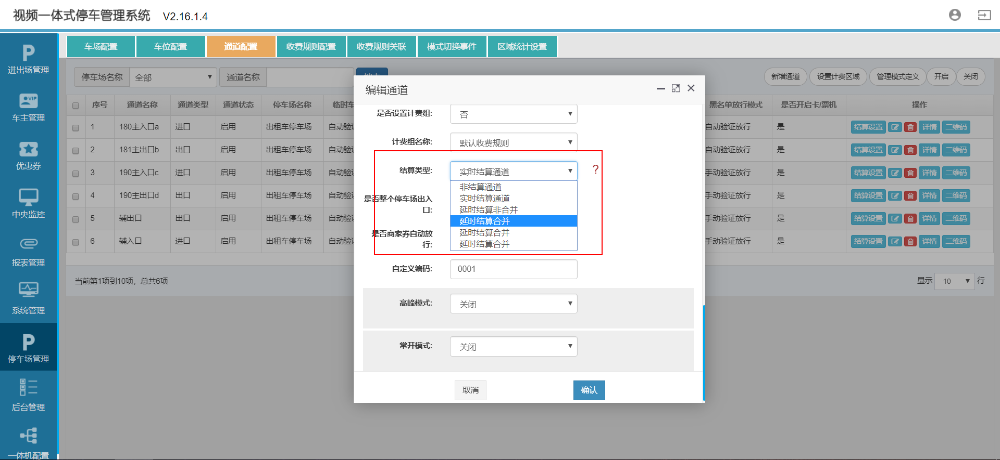 视频一体式停车管理系统 V2.16.1.4
车场配置 车位配置 通道配置 收费规则配置 收费规则关联 模式切换事件 区域统计设置
进出场管理
车主管理
优惠券
中央监控
报表管理
系统管理
停车场管理
后台管理
一体机配置
停车场名称 全部 通道名称 新增通道 设置计费区域 管理模式定义 开启 关闭
序号 通道名称 通道类型 通道状态 停车场名称 临时车 黑名单放行模式 是否开启卡/票机 操作
1 180主入口a 进口 启用 出租车停车场 自动验 自动验证放行 是 结算设置 详情 二维码
2 181主出口b 出口 启用 出租车停车场 自动验 自动验证放行 是 结算设置 详情 二维码
3 190主入口c 进口 启用 出租车停车场 自动验 手动验证放行 是 结算设置 详情 二维码
4 190主出口d 出口 启用 出租车停车场 自动验 手动验证放行 是 结算设置 详情 二维码
5 辅出口 出口 启用 出租车停车场 自动验 手动验证放行 是 结算设置 详情 二维码
6 辅入口 进口 启用 出租车停车场 自动验 手动验证放行 是 结算设置 详情 二维码
当前第1项到10项，总共6项 显示 10 行
编辑通道
是否设置计费组: 否
计费组名称: 默认收费规则
结算类型: 实时结算通道 ?
非结算通道
实时结算通道
延时结算非合并
延时结算合并
延时结算合并
延时结算合并
是否整个停车场出入
口:
是否商家券自动放
行:
自定义编码: 0001
高峰模式: 关闭
常开模式: 关闭
取消 确认